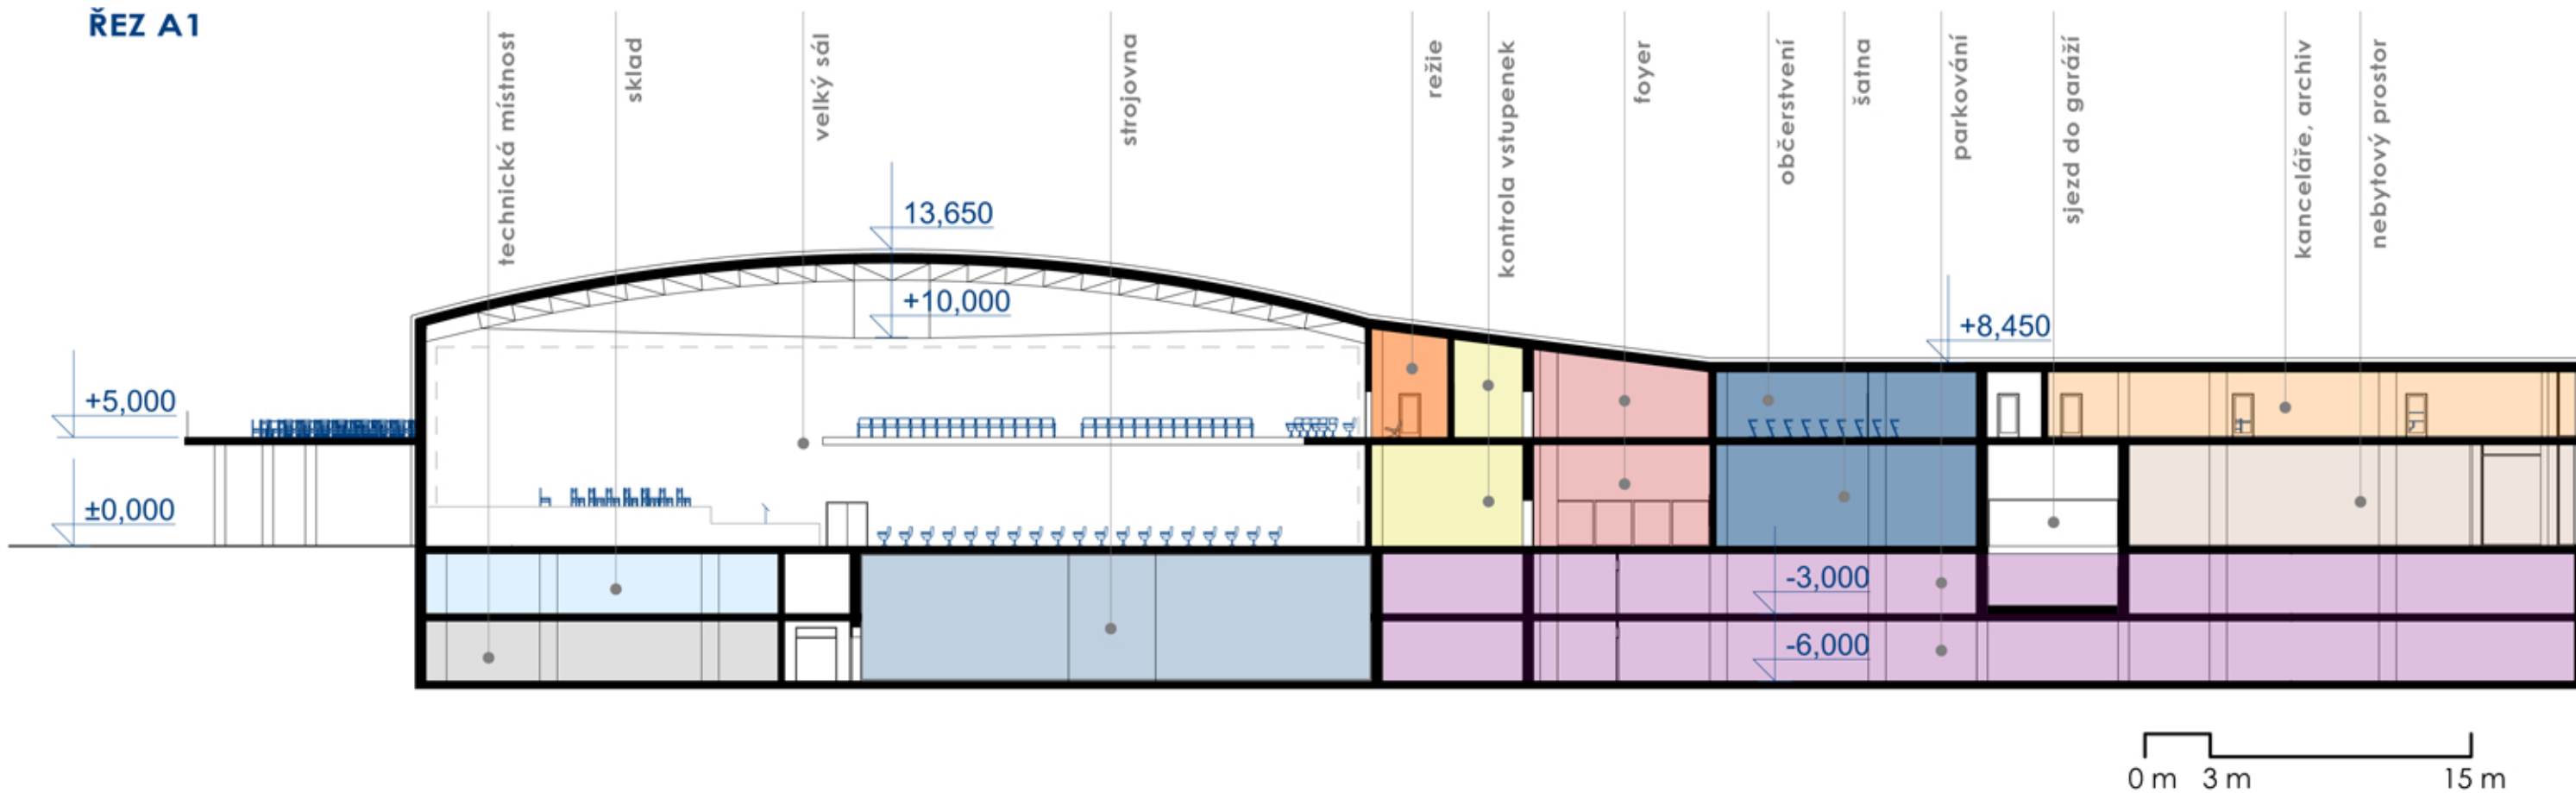 ŘEZ A1
technická místnost
sklad
velký sál
strojovna
režie
kontrola vstupenek
foyer
občerstvení
šatna
parkování
sjezd do garáží
kanceláře, archiv
nebytový prostor
13,650
+10,000
+8,450
+5,000
±0,000
-3,000
-6,000
0 m 3 m 15 m